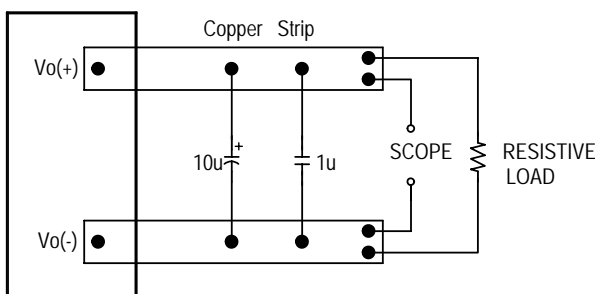 Copper Strip
Vo(+)
10u
+
1u
SCOPE
RESISTIVE
LOAD
Vo(-)